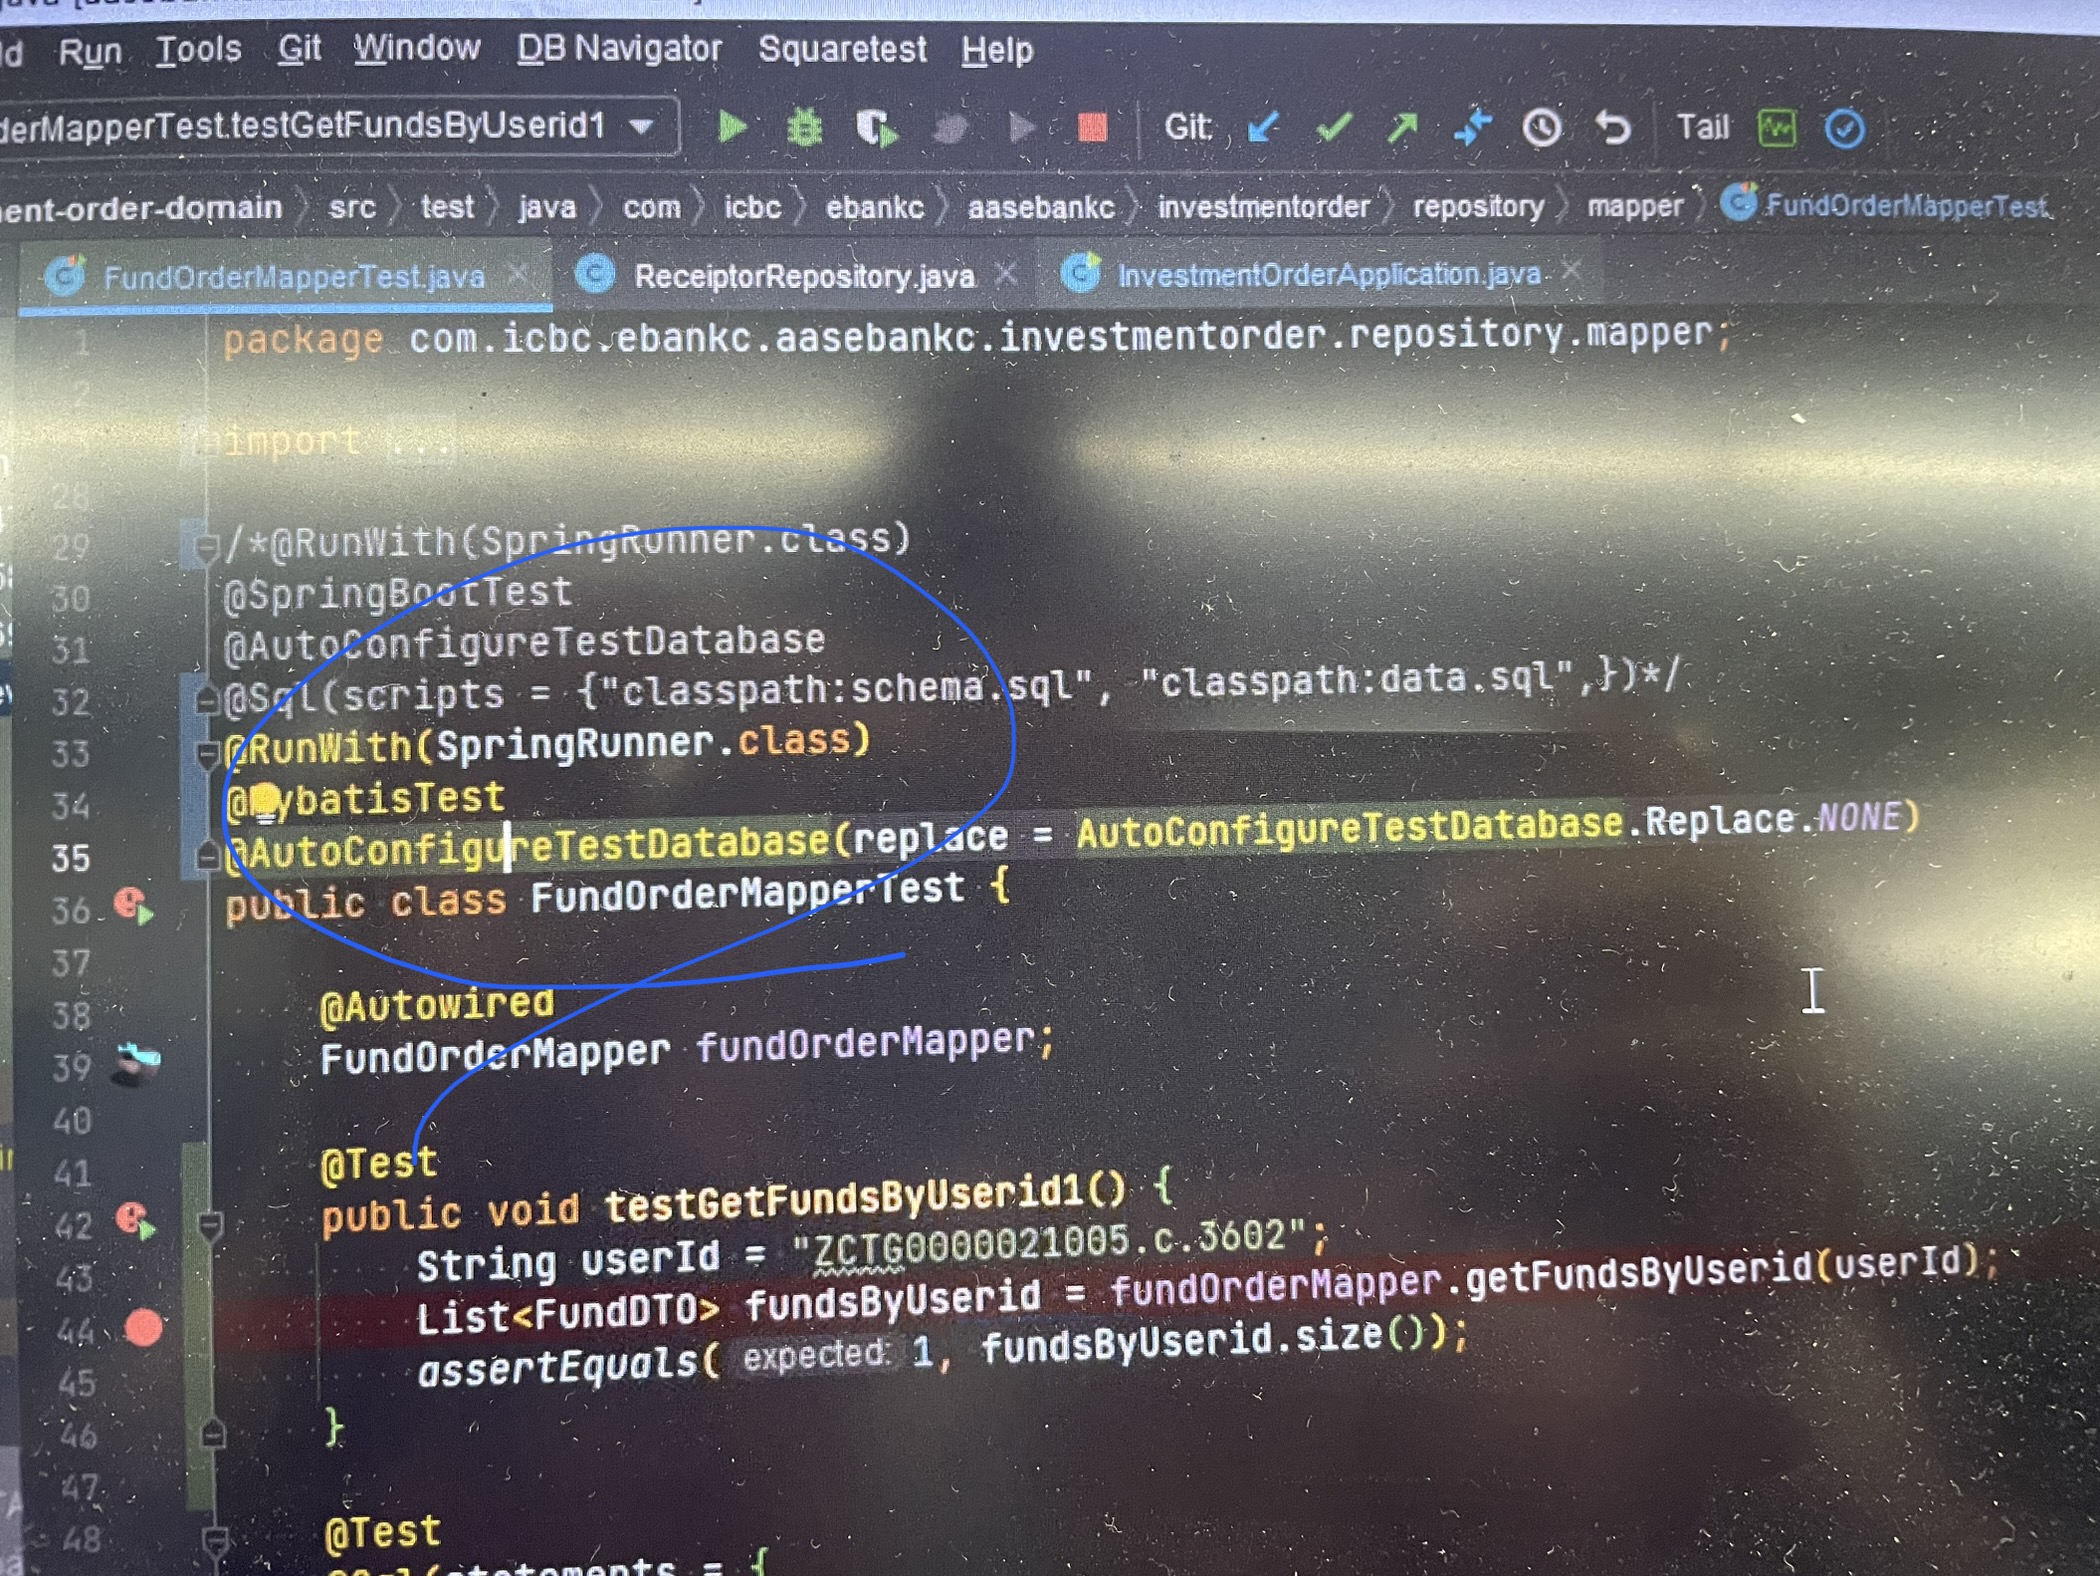 Run Tools Git Window DB Navigator Squaretest Help
derMapperTest.testGetFundsByUserid1 Git: Tail
ent-order-domain src test java com icbc ebankc aasebankc investmentorder repository mapper FundOrderMapperTest
FundOrderMapperTest.java ReceiptorRepository.java InvestmentOrderApplication.java
1 package com.icbc.ebankc.aasebankc.investmentorder.repository.mapper;
2
import ...
28
29 /*@RunWith(SpringRunner.class)
30 @SpringBootTest
31 @AutoConfigureTestDatabase
32 @Sql(scripts = {"classpath:schema.sql", "classpath:data.sql",})*/
33 @RunWith(SpringRunner.class)
34 @MybatisTest
35 @AutoConfigureTestDatabase(replace = AutoConfigureTestDatabase.Replace.NONE)
36 public class FundOrderMapperTest {
37
38 @Autowired
39 FundOrderMapper fundOrderMapper;
40
41 @Test
42 public void testGetFundsByUserid1() {
43 String userId = "ZCTG0000021005.c.3602";
44 List<FundDTO> fundsByUserid = fundOrderMapper.getFundsByUserid(userId);
45 assertEquals( expected: 1, fundsByUserid.size());
46 }
47
48 @Test
@Sql(statements = {